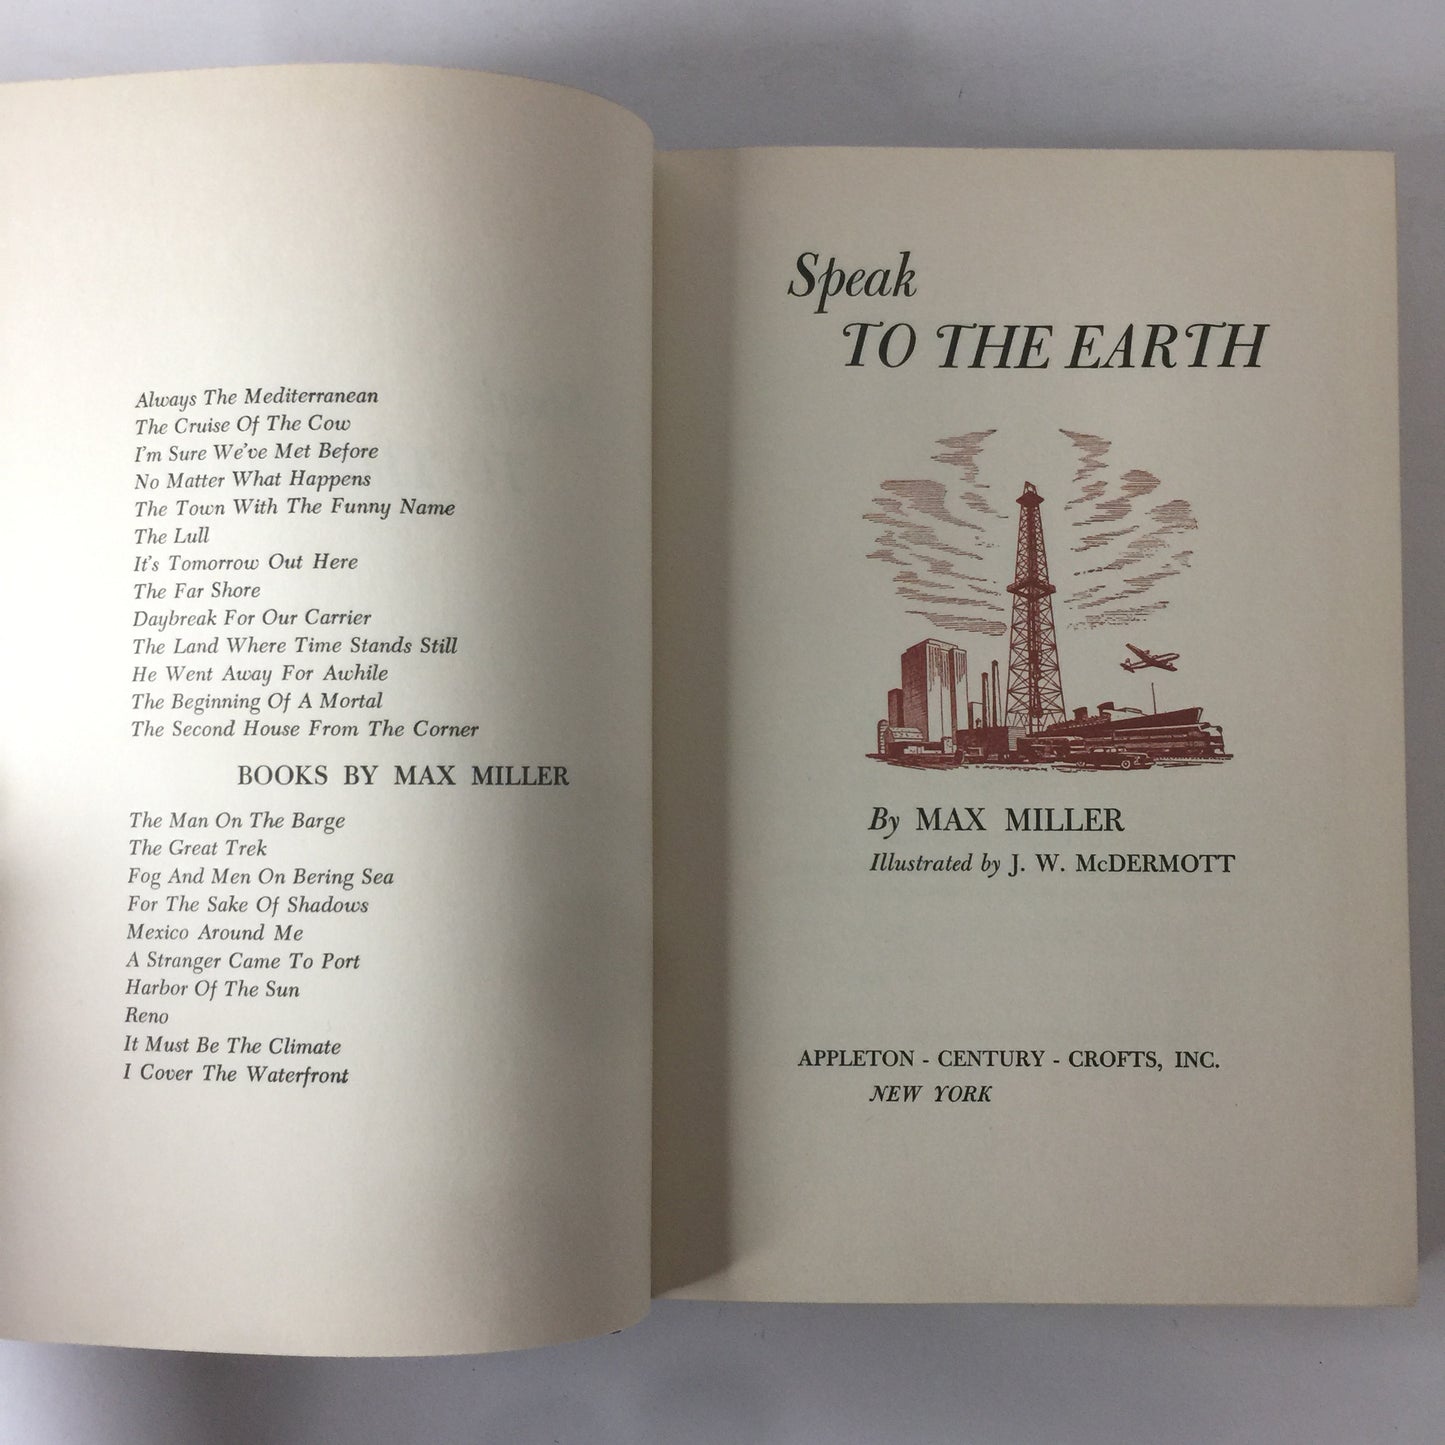 Always The Mediterranean
The Cruise Of The Cow
I'm Sure We've Met Before
No Matter What Happens
The Town With The Funny Name
The Lull
It's Tomorrow Out Here
The Far Shore
Daybreak For Our Carrier
The Land Where Time Stands Still
He Went Away For Awhile
The Beginning Of A Mortal
The Second House From The Corner
BOOKS BY MAX MILLER
The Man On The Barge
The Great Trek
Fog And Men On Bering Sea
For The Sake Of Shadows
Mexico Around Me
A Stranger Came To Port
Harbor Of The Sun
Reno
It Must Be The Climate
I Cover The Waterfront
Speak
TO THE EARTH
By MAX MILLER
Illustrated by J. W. McDERMOTT
APPLETON - CENTURY - CROFTS, INC.
NEW YORK